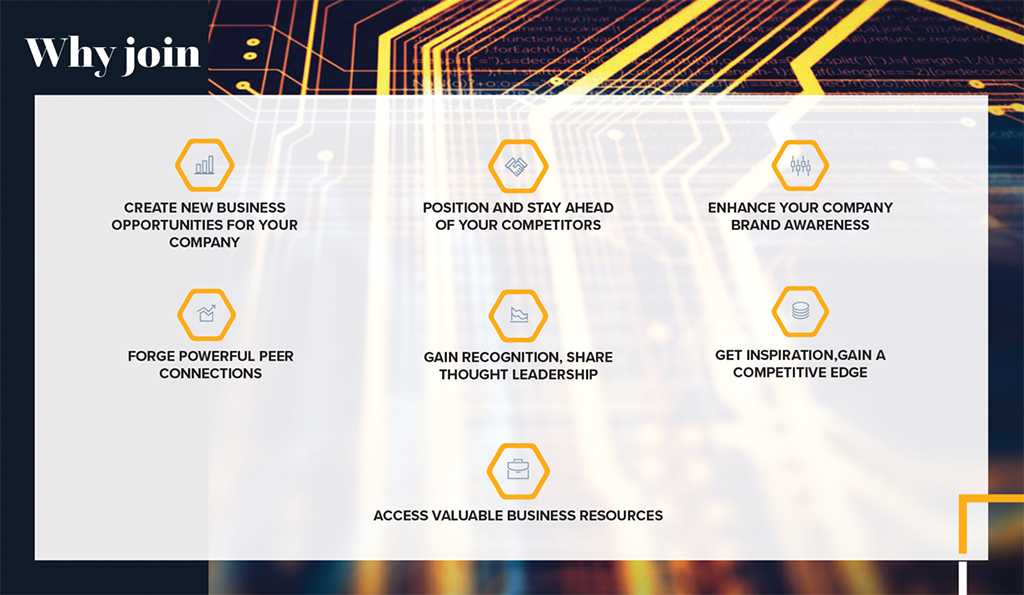 Why join
CREATE NEW BUSINESS
OPPORTUNITIES FOR YOUR
COMPANY
POSITION AND STAY AHEAD
OF YOUR COMPETITORS
ENHANCE YOUR COMPANY
BRAND AWARENESS
FORGE POWERFUL PEER
CONNECTIONS
GAIN RECOGNITION, SHARE
THOUGHT LEADERSHIP
GET INSPIRATION,GAIN A
COMPETITIVE EDGE
ACCESS VALUABLE BUSINESS RESOURCES